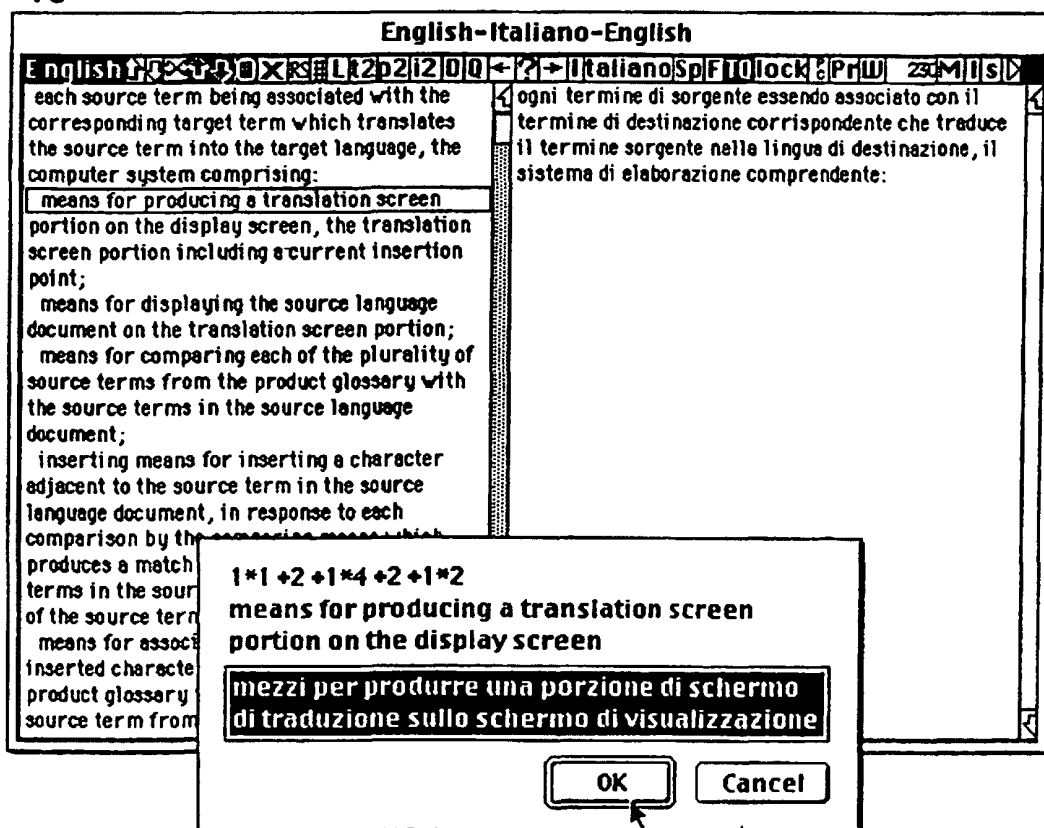 English-Italiano-English
English RS L t2 p2 i2 D Q ? Italiano Sp F lock Pr W 230 M I s
each source term being associated with the
corresponding target term which translates
the source term into the target language, the
computer system comprising:
means for producing a translation screen
portion on the display screen, the translation
screen portion including a current insertion
point;
means for displaying the source language
document on the translation screen portion;
means for comparing each of the plurality of
source terms from the product glossary with
the source terms in the source language
document;
inserting means for inserting a character
adjacent to the source term in the source
language document, in response to each
comparison by the comparing means which
produces a match
terms in the sour
of the source tern
means for associ
inserted characte
product glossary
source term from
ogni termine di sorgente essendo associato con il
termine di destinazione corrispondente che traduce
il termine sorgente nella lingua di destinazione, il
sistema di elaborazione comprendente:
1*1 +2 +1*4 +2 +1*2
means for producing a translation screen
portion on the display screen
mezzi per produrre una porzione di schermo
di traduzione sullo schermo di visualizzazione
OK Cancel